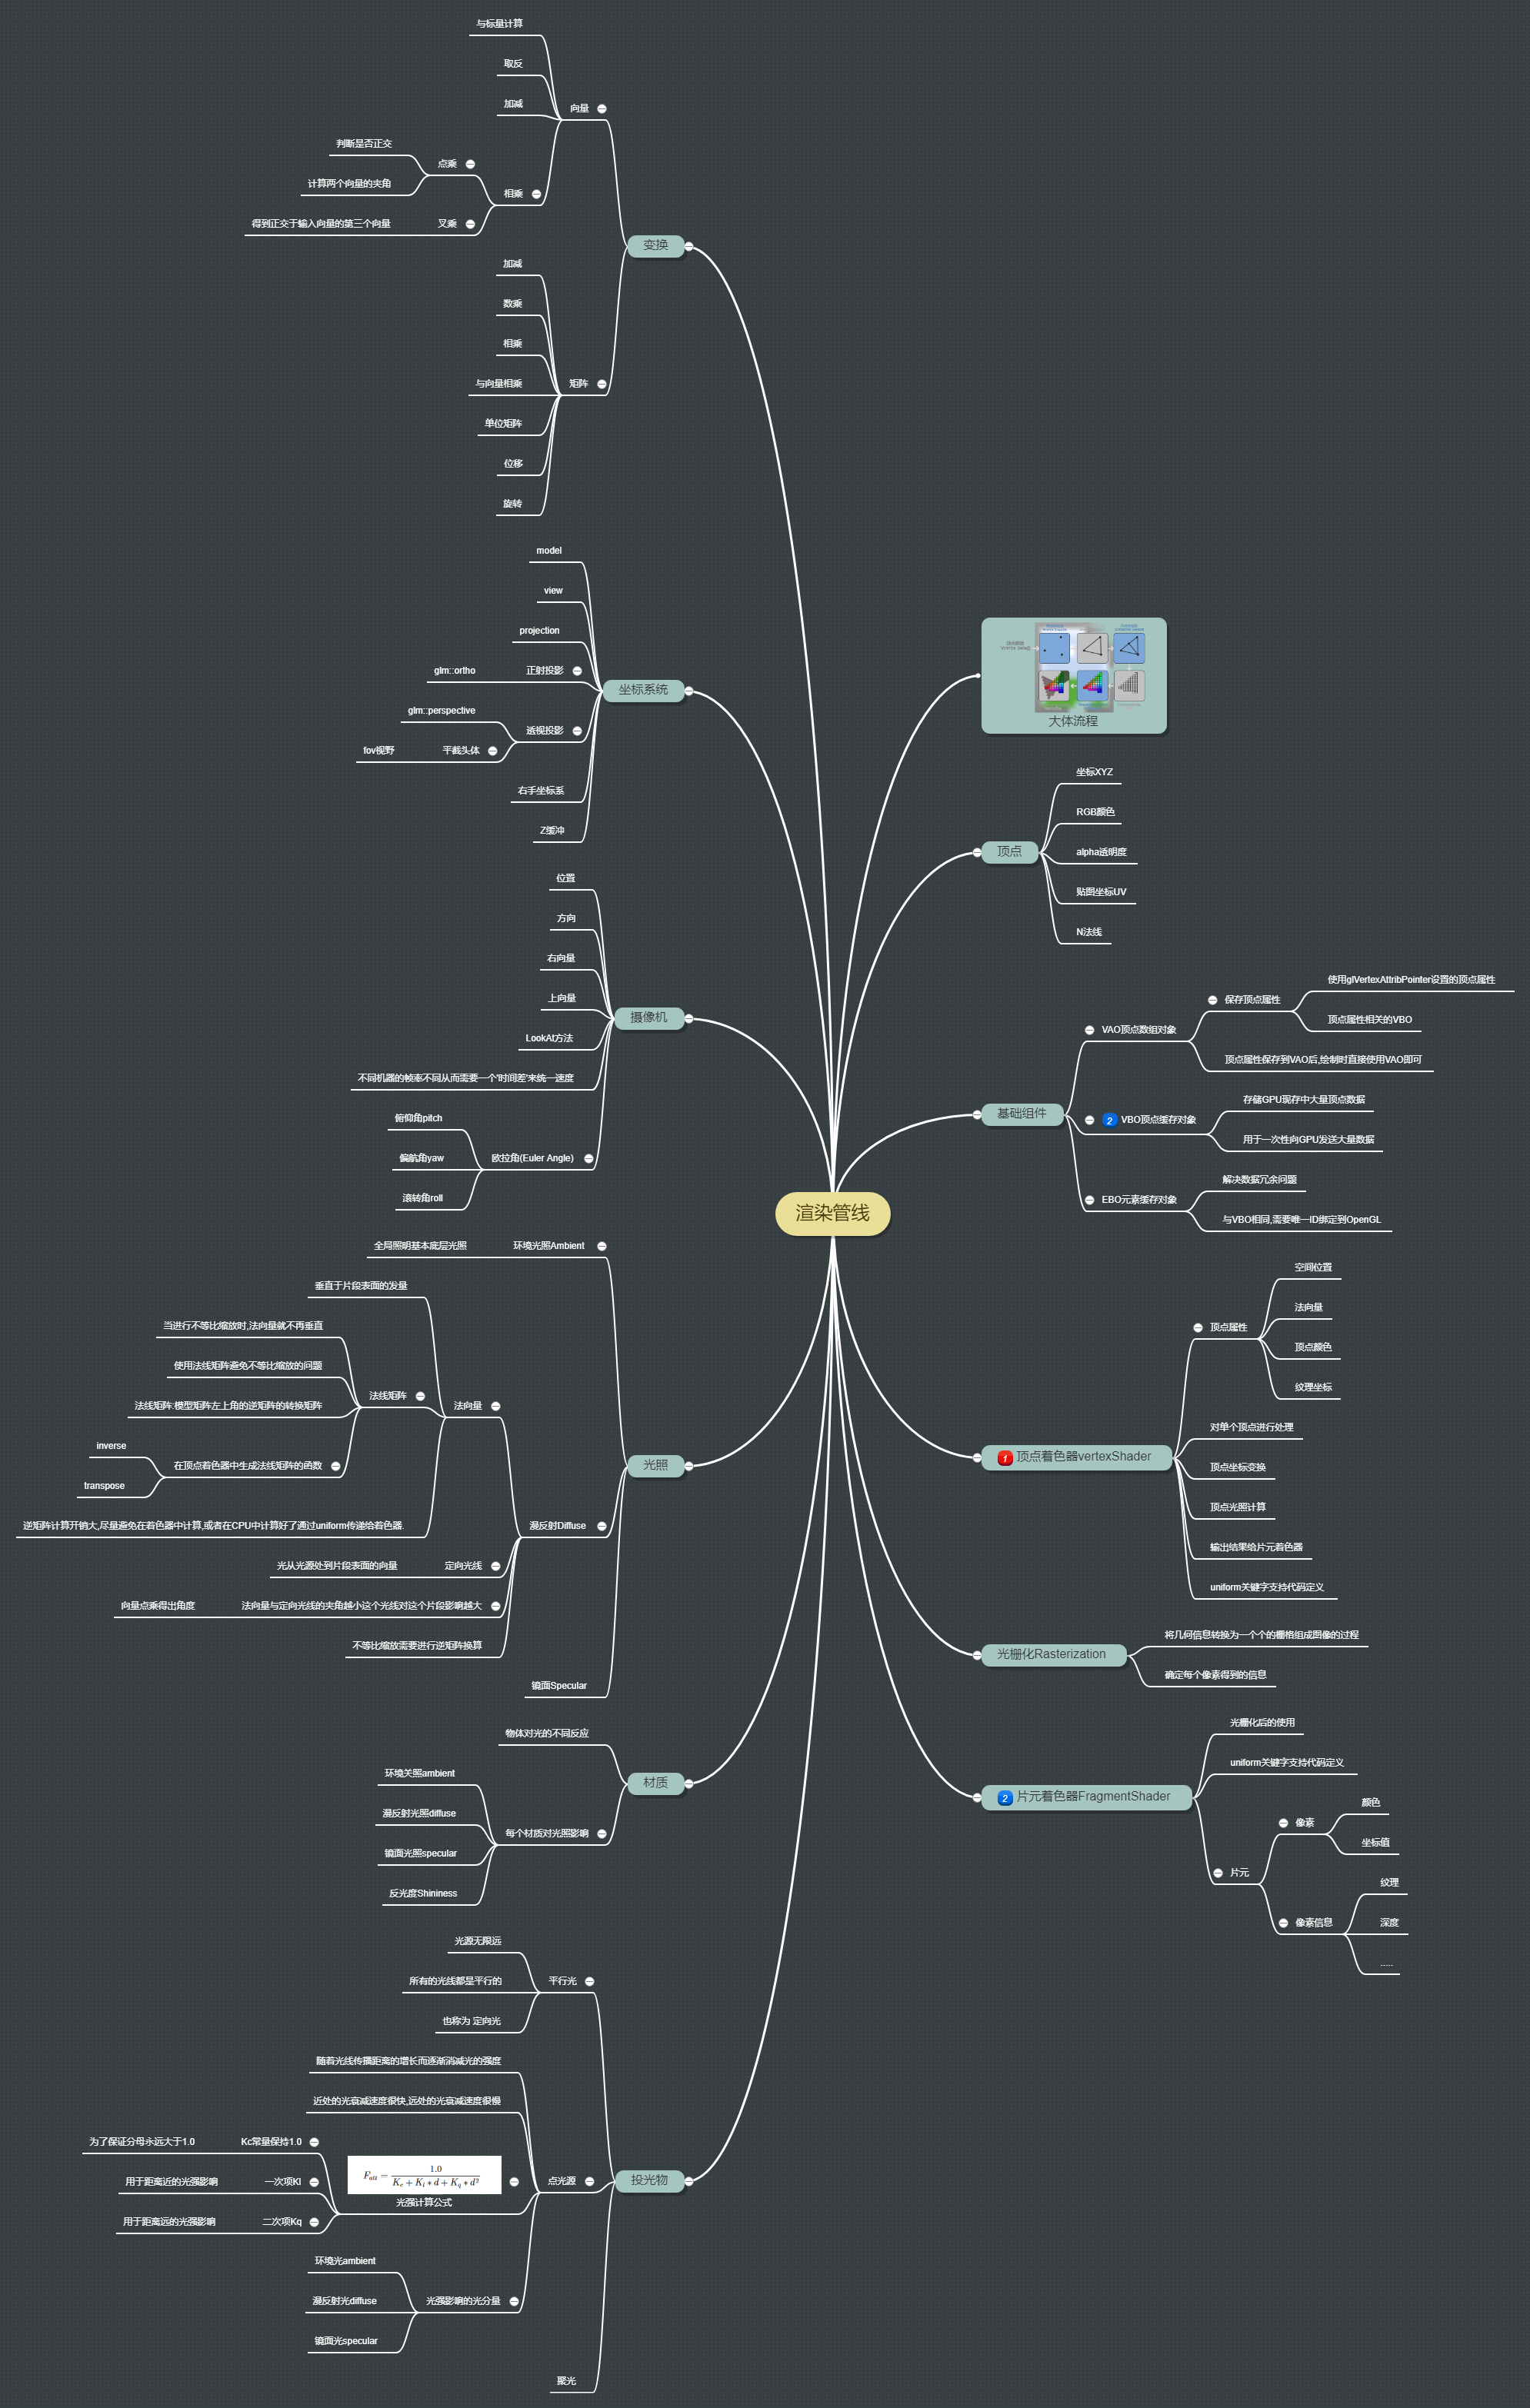 渲染管线
大体流程
顶点
坐标XYZ
RGB颜色
alpha透明度
贴图坐标UV
N法线
基础组件
VAO顶点数组对象
保存顶点属性
使用glVertexAttribPointer设置的顶点属性
顶点属性相关的VBO
顶点属性保存到VAO后,绘制时直接使用VAO即可
2 VBO顶点缓存对象
存储GPU现存中大量顶点数据
用于一次性向GPU发送大量数据
EBO元素缓存对象
解决数据冗余问题
与VBO相同,需要唯一ID绑定到OpenGL
1 顶点着色器vertexShader
顶点属性
空间位置
法向量
顶点颜色
纹理坐标
对单个顶点进行处理
顶点坐标变换
顶点光照计算
输出结果给片元着色器
uniform关键字支持代码定义
光栅化Rasterization
将几何信息转换为一个个的栅格组成图像的过程
确定每个像素得到的信息
2 片元着色器FragmentShader
光栅化后的使用
uniform关键字支持代码定义
片元
像素
颜色
坐标值
像素信息
纹理
深度
.....
变换
向量
与标量计算
取反
加减
相乘
点乘
判断是否正交
计算两个向量的夹角
叉乘
得到正交于输入向量的第三个向量
矩阵
加减
数乘
相乘
与向量相乘
单位矩阵
位移
旋转
坐标系统
model
view
projection
正射投影
glm::ortho
透视投影
glm::perspective
平截头体
fov视野
右手坐标系
Z缓冲
摄像机
位置
方向
右向量
上向量
LookAt方法
不同机器的帧率不同从而需要一个'时间差'来统一速度
欧拉角(Euler Angle)
俯仰角pitch
偏航角yaw
滚转角roll
光照
环境光照Ambient
全局照明基本底层光照
漫反射Diffuse
法向量
垂直于片段表面的发量
法线矩阵
当进行不等比缩放时,法向量就不再垂直
使用法线矩阵避免不等比缩放的问题
法线矩阵:模型矩阵左上角的逆矩阵的转换矩阵
在顶点着色器中生成法线矩阵的函数
inverse
transpose
逆矩阵计算开销大,尽量避免在着色器中计算,或者在CPU中计算好了通过uniform传递给着色器.
定向光线
光从光源处到片段表面的向量
法向量与定向光线的夹角越小这个光线对这个片段影响越大
向量点乘得出角度
不等比缩放需要进行逆矩阵换算
镜面Specular
材质
物体对光的不同反应
每个材质对光照影响
环境关照ambient
漫反射光照diffuse
镜面光照specular
反光度Shininess
投光物
平行光
光源无限远
所有的光线都是平行的
也称为 定向光
点光源
随着光线传播距离的增长而逐渐消减光的强度
近处的光衰减速度很快,远处的光衰减速度很慢
F_att = 1.0 / (K_c + K_l * d + K_q * d²)
光强计算公式
Kc常量保持1.0
为了保证分母永远大于1.0
一次项Kl
用于距离近的光强影响
二次项Kq
用于距离远的光强影响
光强影响的光分量
环境光ambient
漫反射光diffuse
镜面光specular
聚光